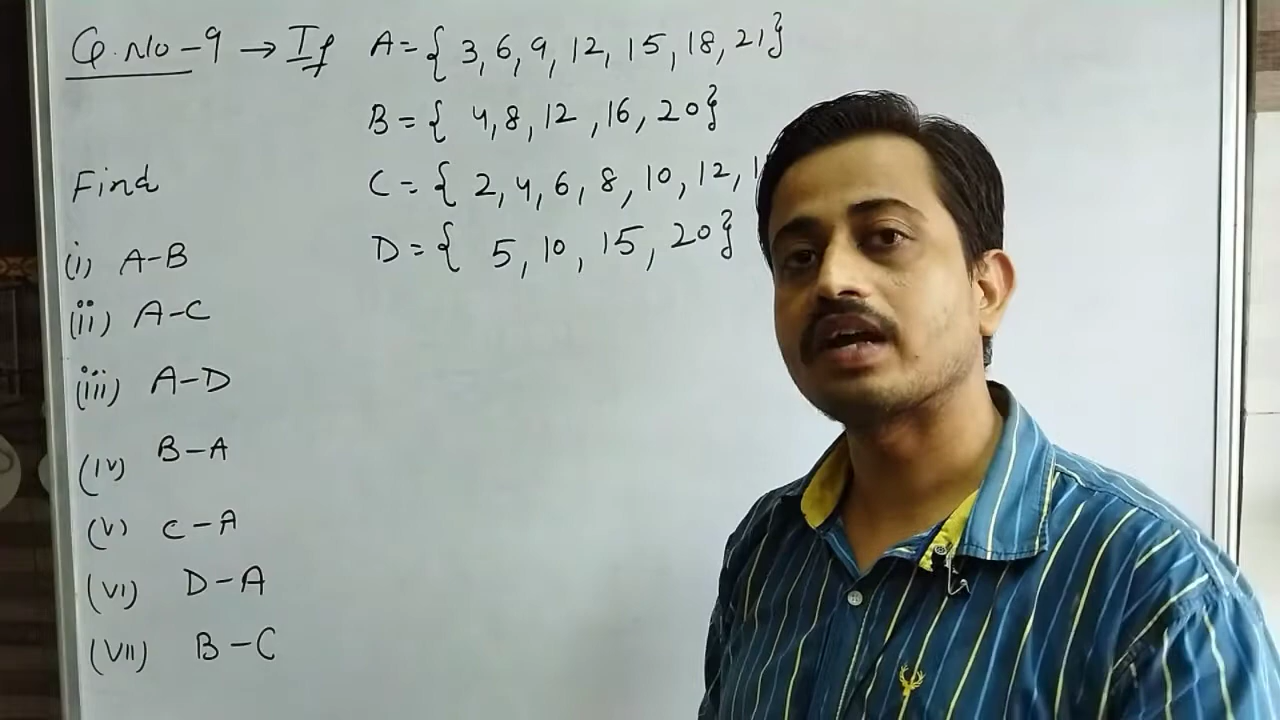 Q.No-9 → If A={ 3, 6, 9, 12, 15, 18, 21}
B={ 4, 8, 12, 16, 20}
Find C={ 2, 4, 6, 8, 10, 12, 1
D={ 5, 10, 15, 20}
(i) A-B
(ii) A-C
(iii) A-D
(iv) B-A
(v) C-A
(vi) D-A
(vii) B-C